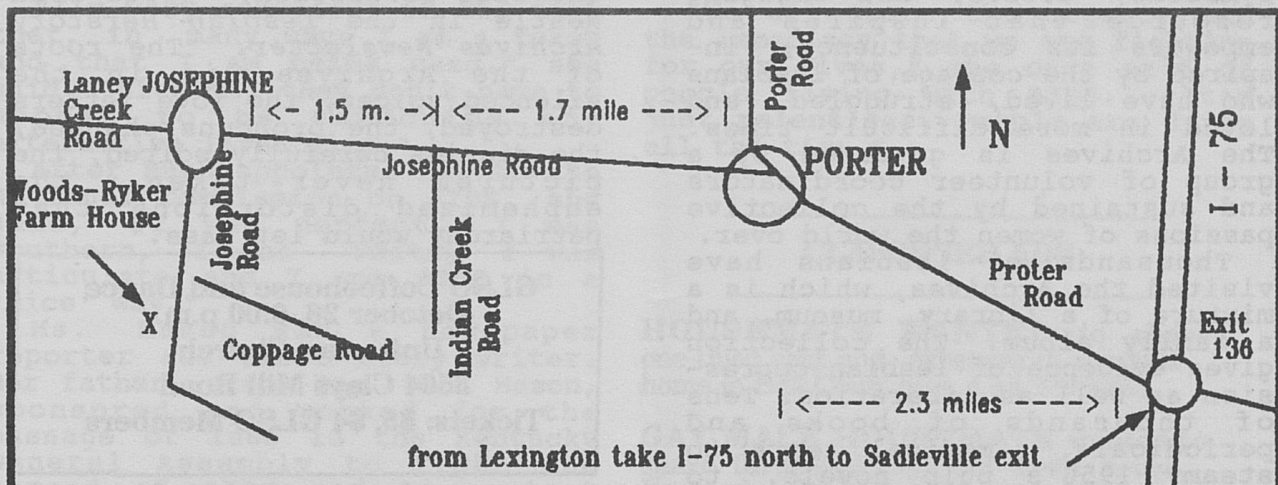 Laney JOSEPHINE
Creek
Road
|< - - 1,5 m. - ->|<- - - 1.7 mile - - - ->|
Porter
Road
N
I-75
Josephine Road
PORTER
Woods-Ryker
Farm House
Josephine
Road
X
Coppage Road
Indian Creek
Road
Proter
Road
Exit
136
|<- - - - 2.3 miles - - - - - ->|
from Lexington take I-75 north to Sadieville exit